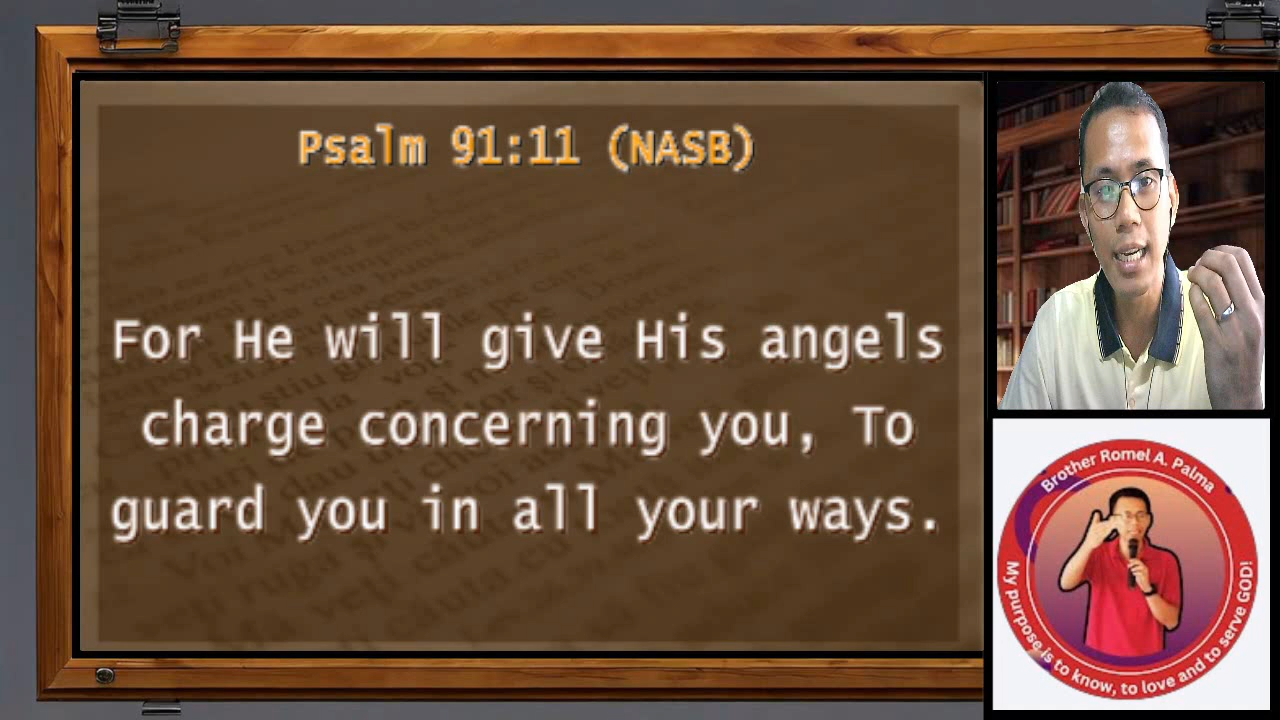 Psalm 91:11 (NASB)
For He will give His angels
charge concerning you, To
guard you in all your ways.
Brother Romel A. Palma
My purpose is to know, to love and to serve GOD!